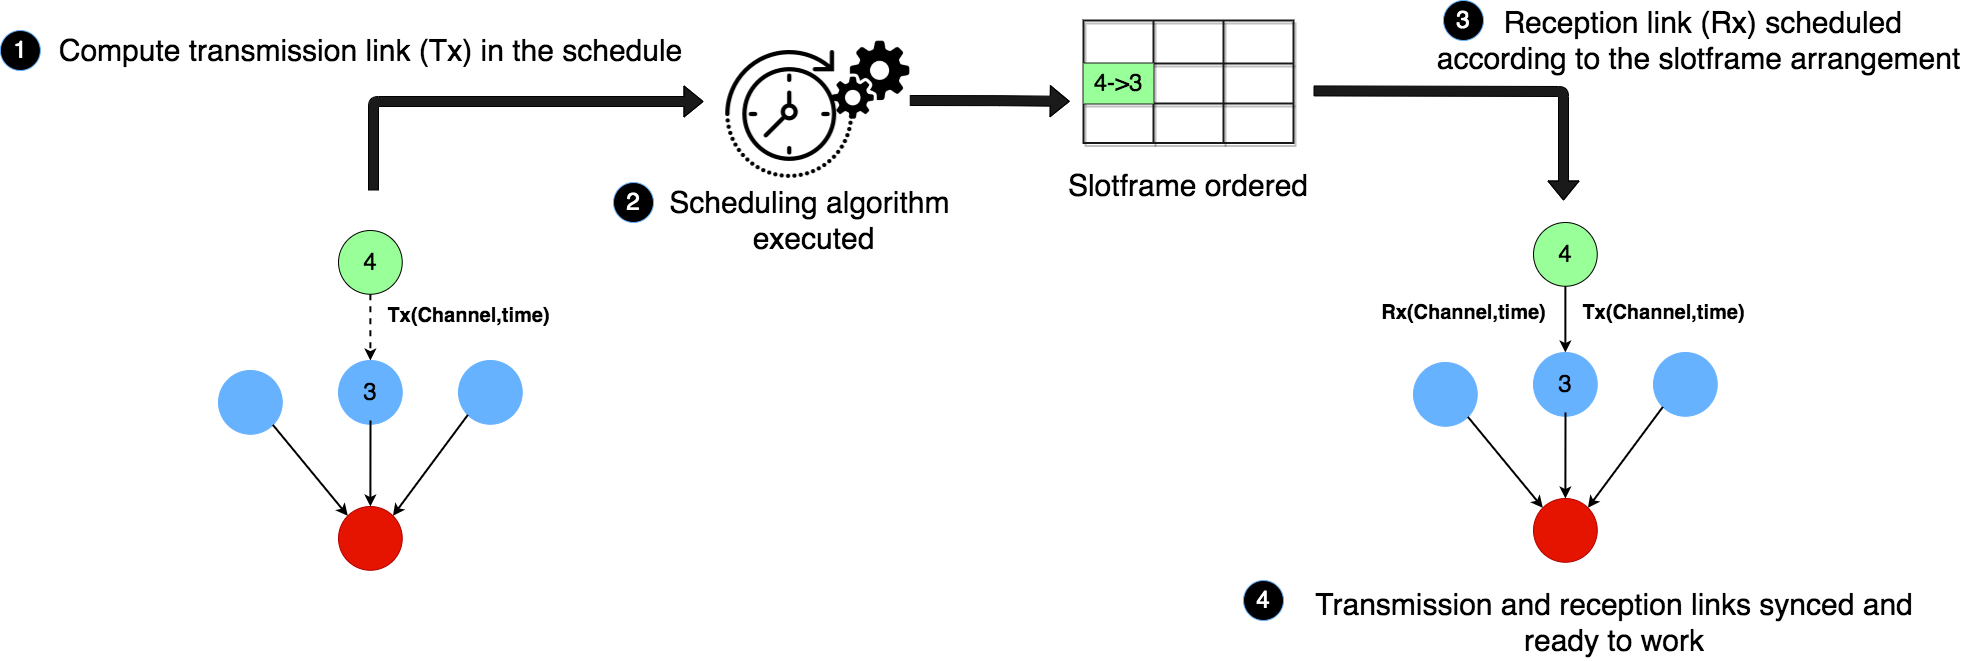 1 Compute transmission link (Tx) in the schedule
2 Scheduling algorithm
executed
4->3
Slotframe ordered
3 Reception link (Rx) scheduled
according to the slotframe arrangement
4
Tx(Channel,time)
3
4
Rx(Channel,time) Tx(Channel,time)
3
4 Transmission and reception links synced and
ready to work